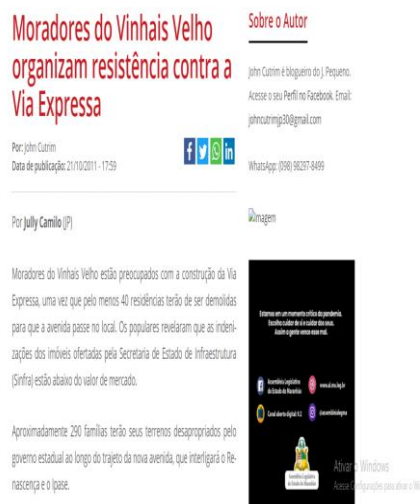 Moradores do Vinhais Velho
organizam resistência contra a
Via Expressa
Por: John Cutrim
Data de publicação: 21/10/2011 - 17:59
Por Jully Camilo (JP)
Moradores do Vinhais Velho estão preocupados com a construção da Via
Expressa, uma vez que pelo menos 40 residências terão de ser demolidas
para que a avenida passe no local. Os populares revelaram que as indeni-
zações dos imóveis ofertadas pela Secretaria de Estado de Infraestrutura
(Sinfra) estão abaixo do valor de mercado.
Aproximadamente 290 famílias terão seus terrenos desapropriados pelo
governo estadual ao longo do trajeto da nova avenida, que interligará o Re-
nascença e o Ipase.
Sobre o Autor
John Cutrim é blogueiro do J. Pequeno.
Acesse o seu Perfil no Facebook. Email:
johncutrimjp30@gmail.com
WhatsApp: (098) 98297-8499
Imagem
Estamos em um momento crítico da pandemia.
Escolha cuidar de si e cuidar dos seus.
Assim a gente vence esse mal.
Assembleia Legislativa
do Estado do Maranhão
www.al.ma.leg.br
Canal aberto digital: 9.2
@assembleialegma
Assembleia Legislativa
do Estado do Maranhão
Ativar o Windows
Acesse Configurações para ativar o Wi